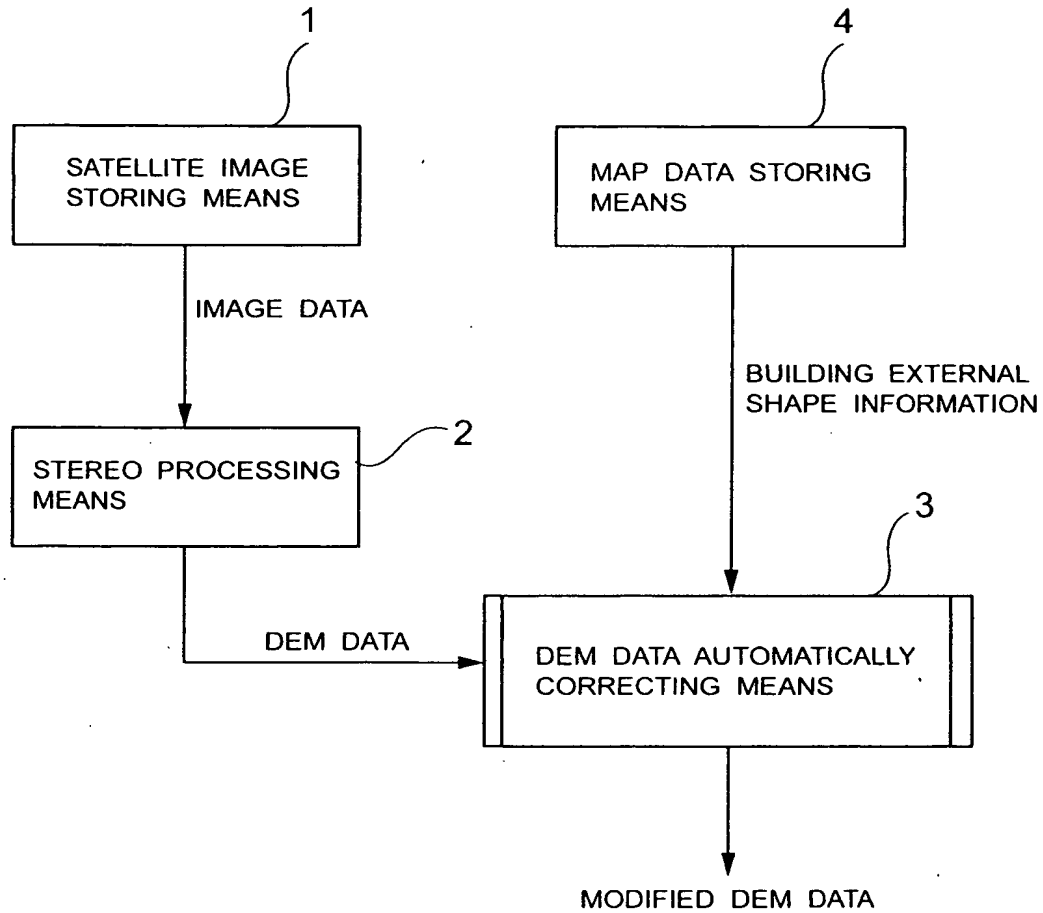 1
4
SATELLITE IMAGE
STORING MEANS
MAP DATA STORING
MEANS
IMAGE DATA
BUILDING EXTERNAL
SHAPE INFORMATION
2
STEREO PROCESSING
MEANS
3
DEM DATA
DEM DATA AUTOMATICALLY
CORRECTING MEANS
MODIFIED DEM DATA